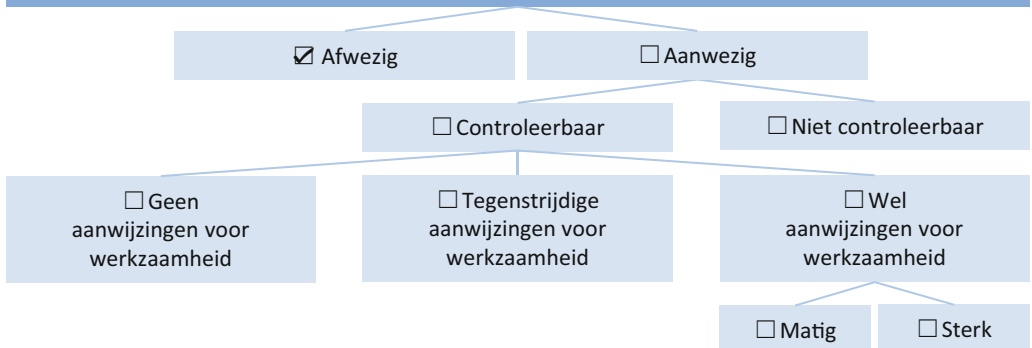 ☑ Afwezig
☐ Aanwezig
☐ Controleerbaar
☐ Niet controleerbaar
☐ Geen
aanwijzingen voor
werkzaamheid
☐ Tegenstrijdige
aanwijzingen voor
werkzaamheid
☐ Wel
aanwijzingen voor
werkzaamheid
☐ Matig
☐ Sterk